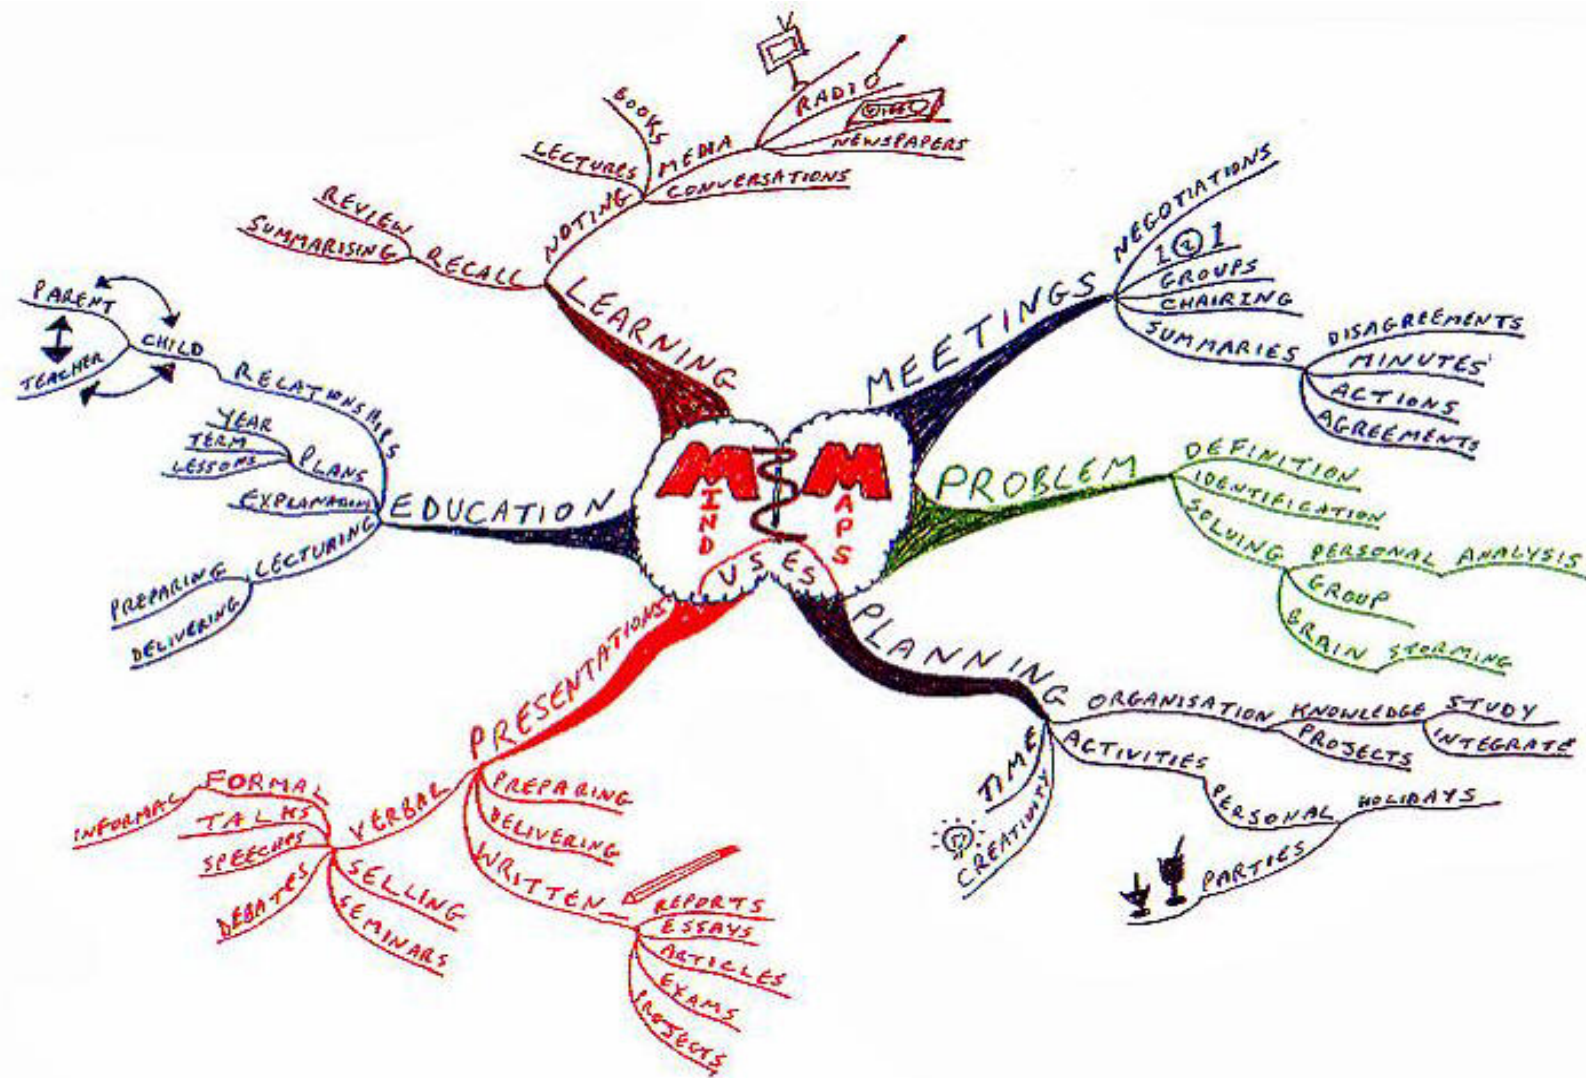 MIND MAPS
USES
LEARNING
NOTING
BOOKS
LECTURES
MEDIA
RADIO
NEWSPAPERS
CONVERSATIONS
RECALL
REVIEW
SUMMARISING
MEETINGS
NEGOTIATIONS
1 2 1
GROUPS
CHAIRING
SUMMARIES
DISAGREEMENTS
MINUTES
ACTIONS
AGREEMENTS
PROBLEM
DEFINITION
IDENTIFICATION
SOLVING
PERSONAL ANALYSIS
GROUP
BRAIN STORMING
PLANNING
ORGANISATION
KNOWLEDGE
STUDY
INTEGRATE
PROJECTS
ACTIVITIES
PERSONAL
HOLIDAYS
PARTIES
TIME
CREATIVITY
PRESENTATIONS
PREPARING
DELIVERING
WRITTEN
REPORTS
ESSAYS
ARTICLES
EXAMS
PROJECTS
VERBAL
FORMAL
INFORMAL
TALKS
SPEECHES
DEBATES
SELLING
SEMINARS
EDUCATION
RELATIONSHIPS
CHILD
PARENT
TEACHER
PLANS
YEAR
TERM
LESSONS
EXPLANATION
LECTURING
PREPARING
DELIVERING